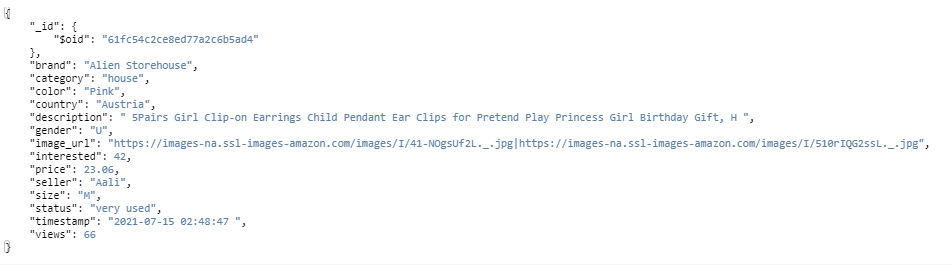 {
"_id": {
"$oid": "61fc54c2ce8ed77a2c6b5ad4"
},
"brand": "Alien Storehouse",
"category": "house",
"color": "Pink",
"country": "Austria",
"description": " 5Pairs Girl Clip-on Earrings Child Pendant Ear Clips for Pretend Play Princess Girl Birthday Gift, H ",
"gender": "U",
"image_url": "https://images-na.ssl-images-amazon.com/images/I/41-NOgsUf2L._.jpg|https://images-na.ssl-images-amazon.com/images/I/510rIQG2ssL._.jpg",
"interested": 42,
"price": 23.06,
"seller": "Aali",
"size": "M",
"status": "very used",
"timestamp": "2021-07-15 02:48:47 ",
"views": 66
}